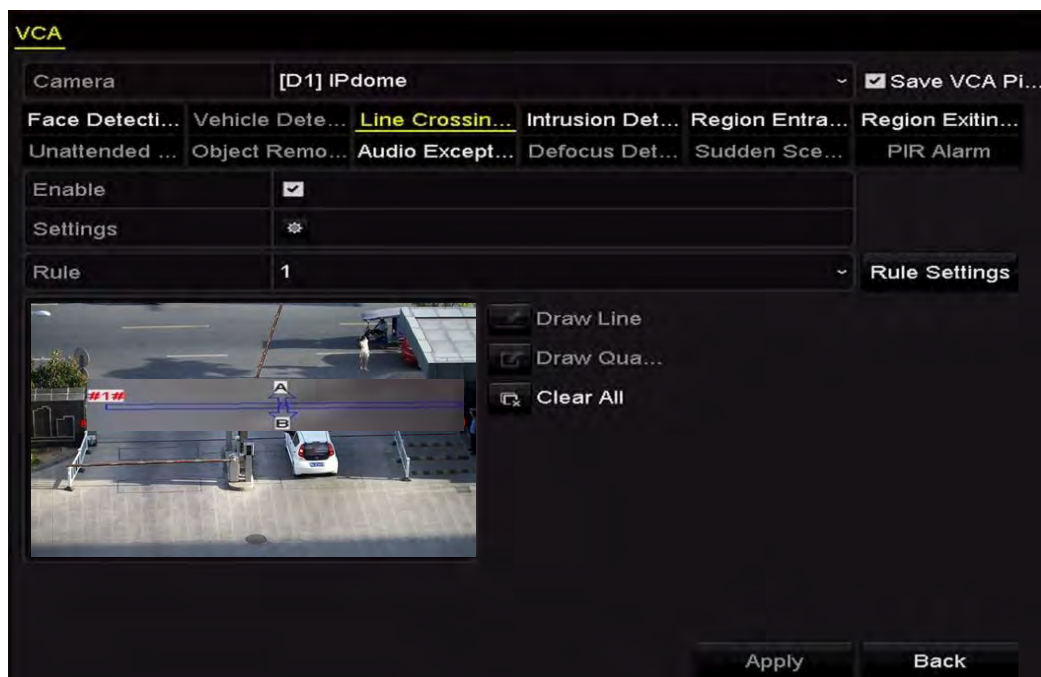 VCA
Camera [D1] IPdome Save VCA Pi...
Face Detecti... Vehicle Dete... Line Crossin... Intrusion Det... Region Entra... Region Exitin...
Unattended ... Object Remo... Audio Except... Defocus Det... Sudden Sce... PIR Alarm
Enable
Settings
Rule 1 Rule Settings
Draw Line
Draw Qua...
Clear All
#1#
A
B
Apply Back